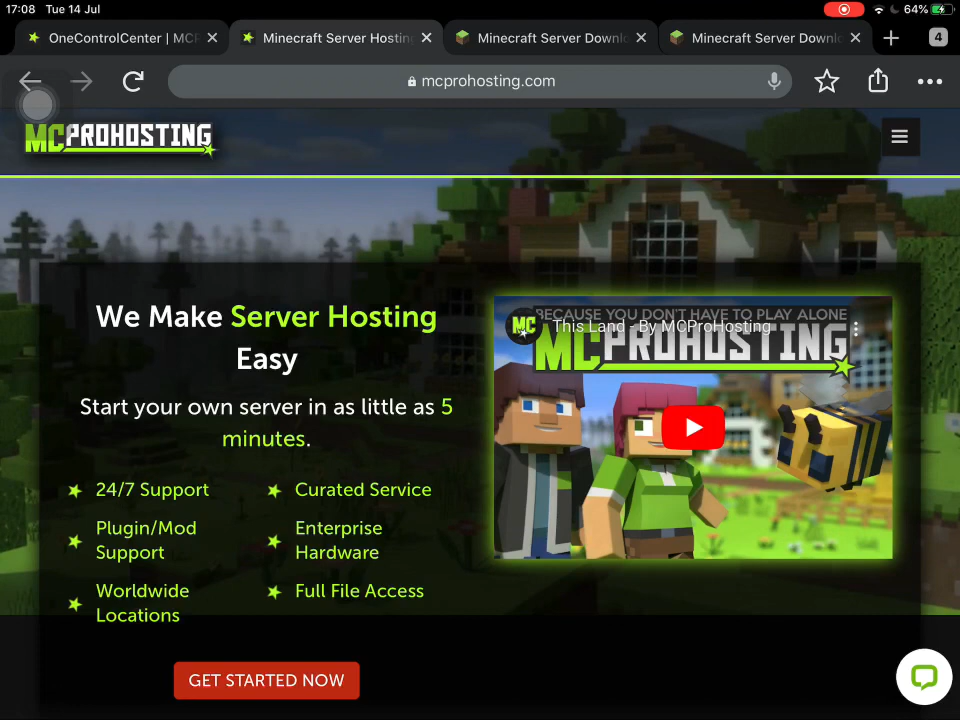 17:08 Tue 14 Jul
64%
OneControlCenter | MCP
Minecraft Server Hosting
Minecraft Server Downlo
Minecraft Server Downlo
4
mcprohosting.com
MCPROHOSTING
We Make Server Hosting
Easy
Start your own server in as little as 5
minutes.
24/7 Support
Curated Service
Plugin/Mod
Support
Enterprise
Hardware
Worldwide
Locations
Full File Access
GET STARTED NOW
BECAUSE YOU DON'T HAVE TO PLAY ALONE
MC
This Land - By MCProHosting
MCPROHOSTING